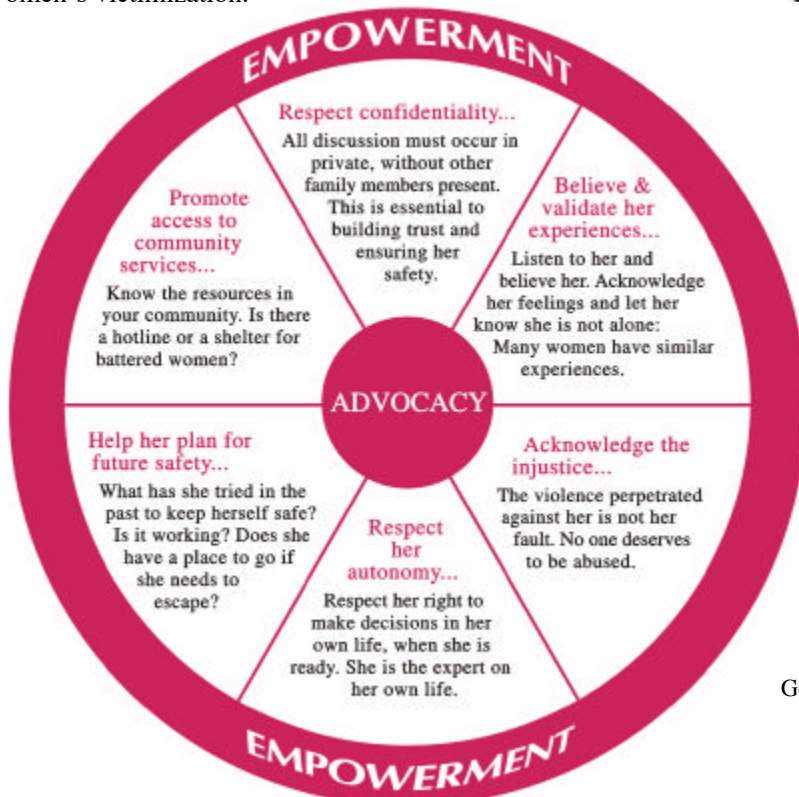 omen's victimization.
EMPOWERMENT
Respect confidentiality...
All discussion must occur in
private, without other
family members present.
This is essential to
building trust and
ensuring her
safety.
Believe &
validate her
experiences...
Listen to her and
believe her. Acknowledge
her feelings and let her
know she is not alone:
Many women have similar
experiences.
Acknowledge the
injustice...
The violence perpetrated
against her is not her
fault. No one deserves
to be abused.
Respect
her
autonomy...
Respect her right to
make decisions in her
own life, when she is
ready. She is the expert on
her own life.
Help her plan for
future safety...
What has she tried in the
past to keep herself safe?
Is it working? Does she
have a place to go if
she needs to
escape?
Promote
access to
community
services...
Know the resources in
your community. Is there
a hotline or a shelter for
battered women?
ADVOCACY
EMPOWERMENT